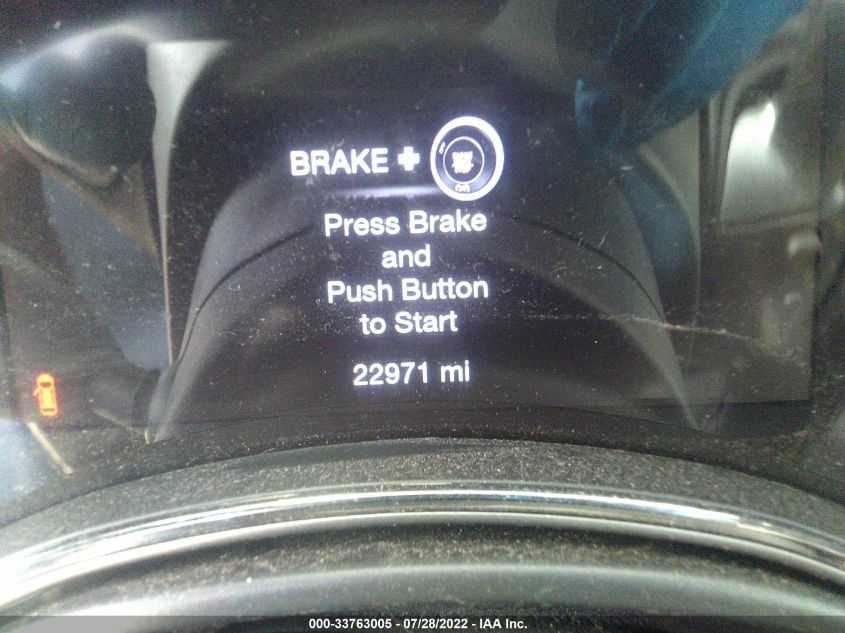 BRAKE +
Press Brake
and
Push Button
to Start
22971 mi
000-33763005 - 07/28/2022 - IAA Inc.